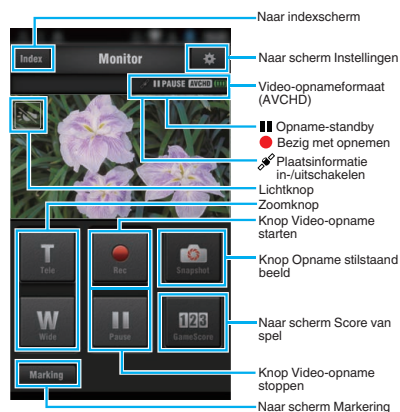 Naar indexscherm
Index
Monitor
Naar scherm Instellingen
PAUSE AVCHD
Video-opnameformaat
(AVCHD)
Opname-standby
Bezig met opnemen
Plaatsinformatie
in-/uitschakelen
Lichtknop
Zoomknop
Knop Video-opname
starten
T
Tele
Rec
Snapshot
Knop Opname stilstaand
beeld
W
Wide
Pause
123
GameScore
Naar scherm Score van
spel
Knop Video-opname
stoppen
Marking
Naar scherm Markering